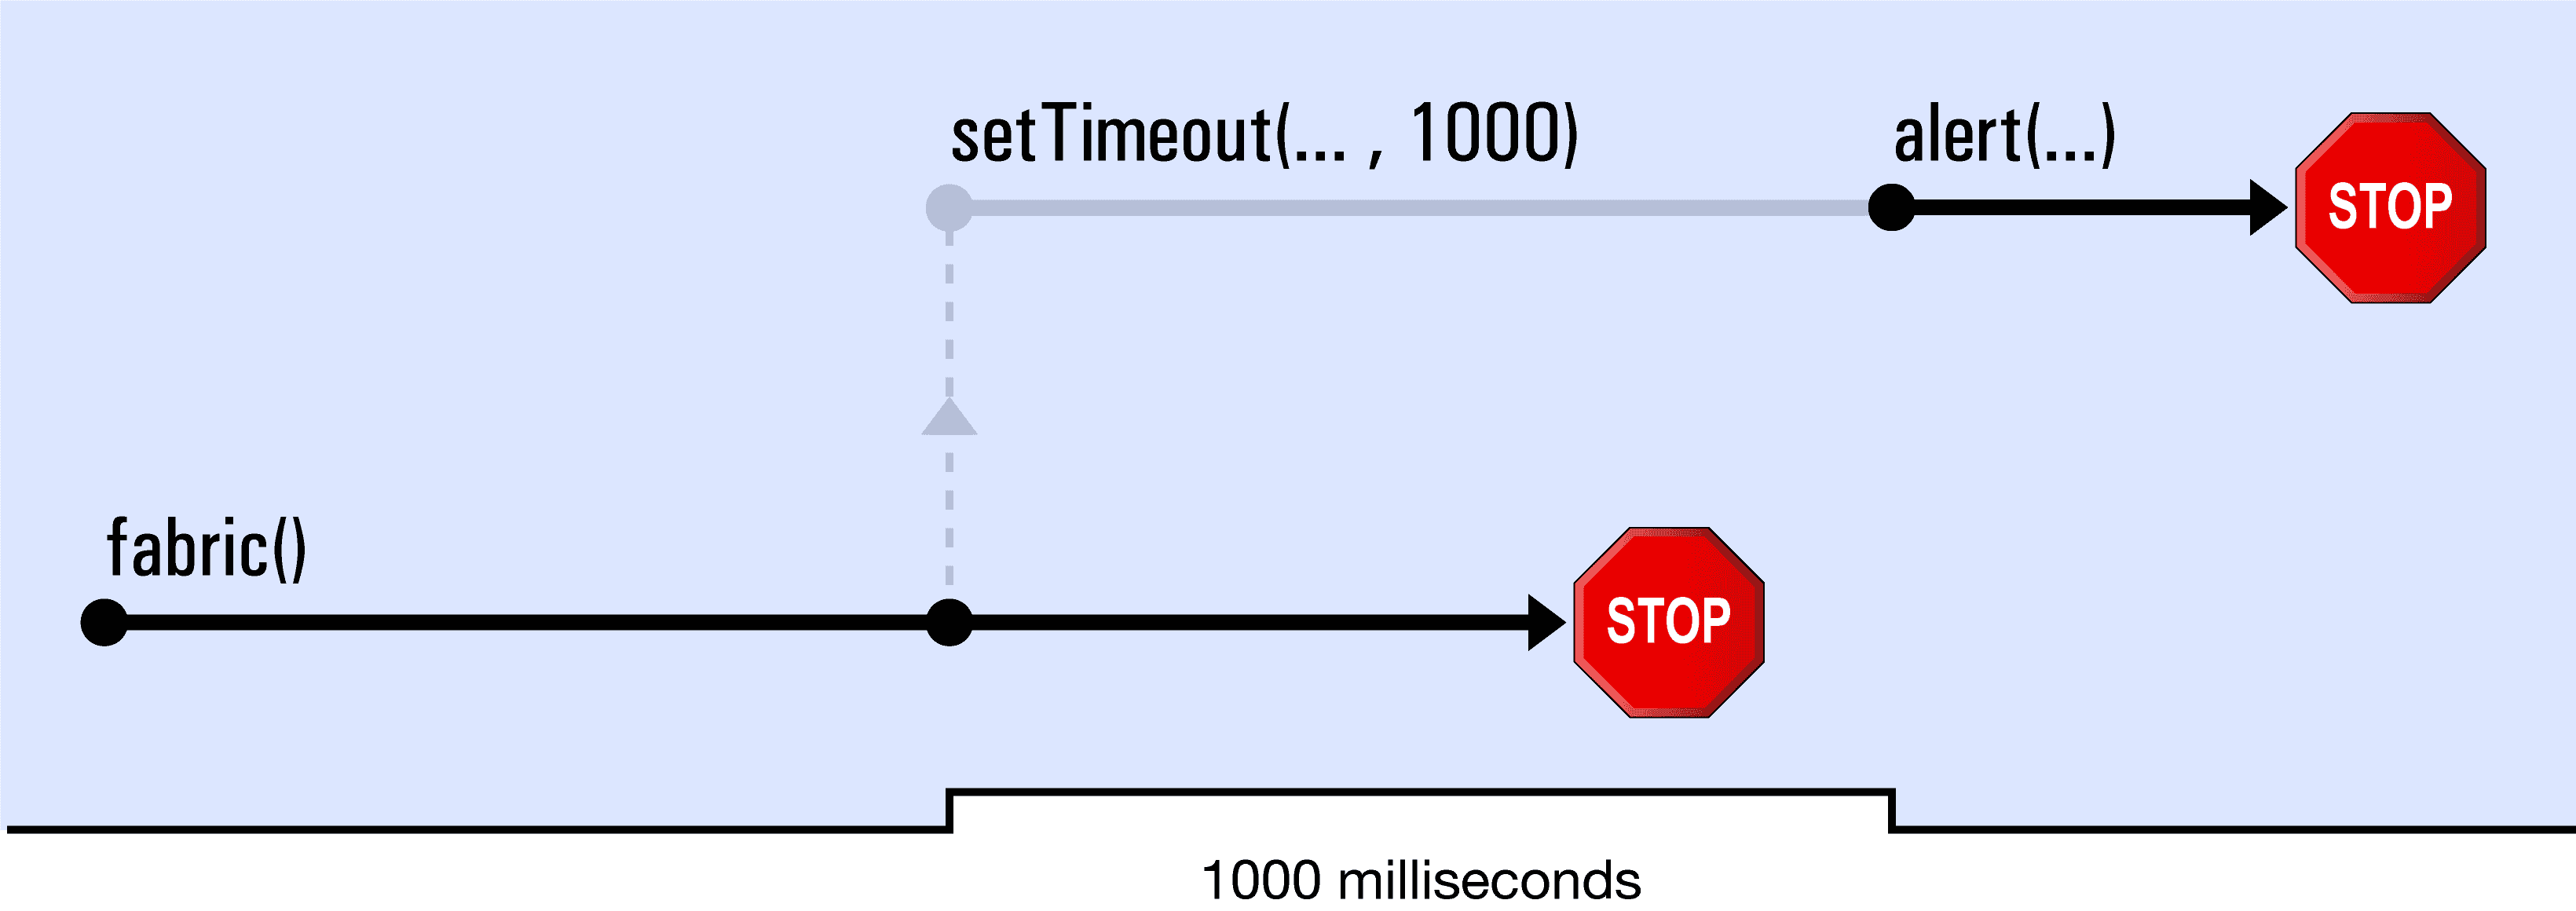 setTimeout(... , 1000)
alert(...)
STOP
fabric()
STOP
1000 milliseconds